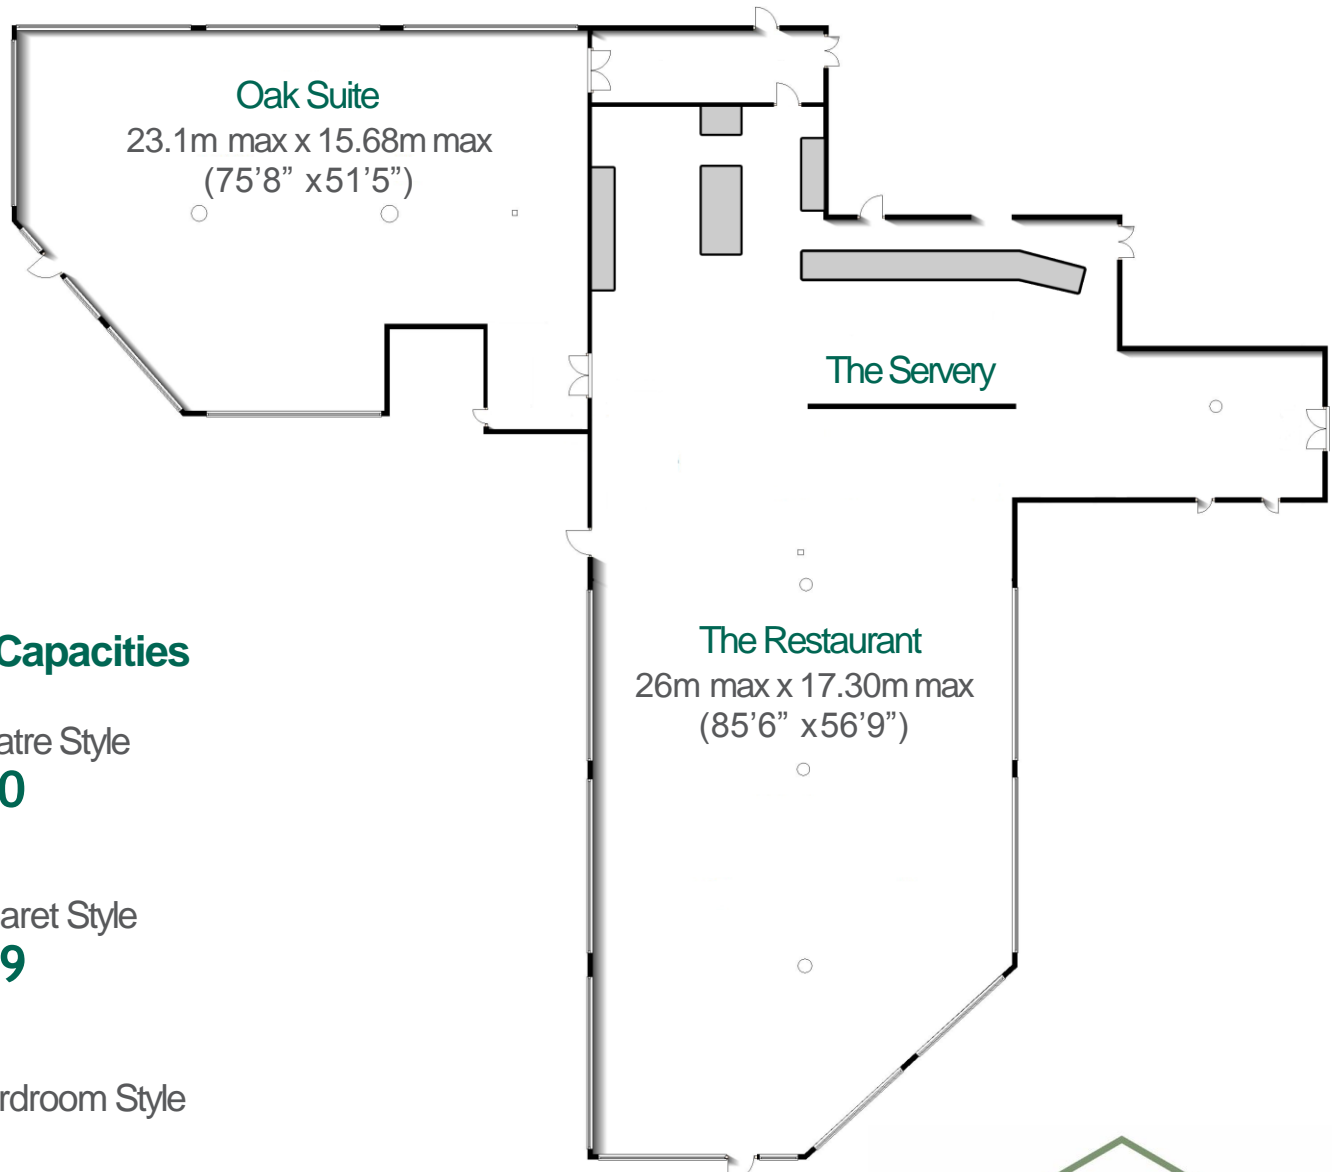 Oak Suite
23.1m max x 15.68m max
(75’8” x51’5”)
The Servery
The Restaurant
26m max x 17.30m max
(85’6” x56’9”)
Capacities
atre Style
0
aret Style
9
rdroom Style